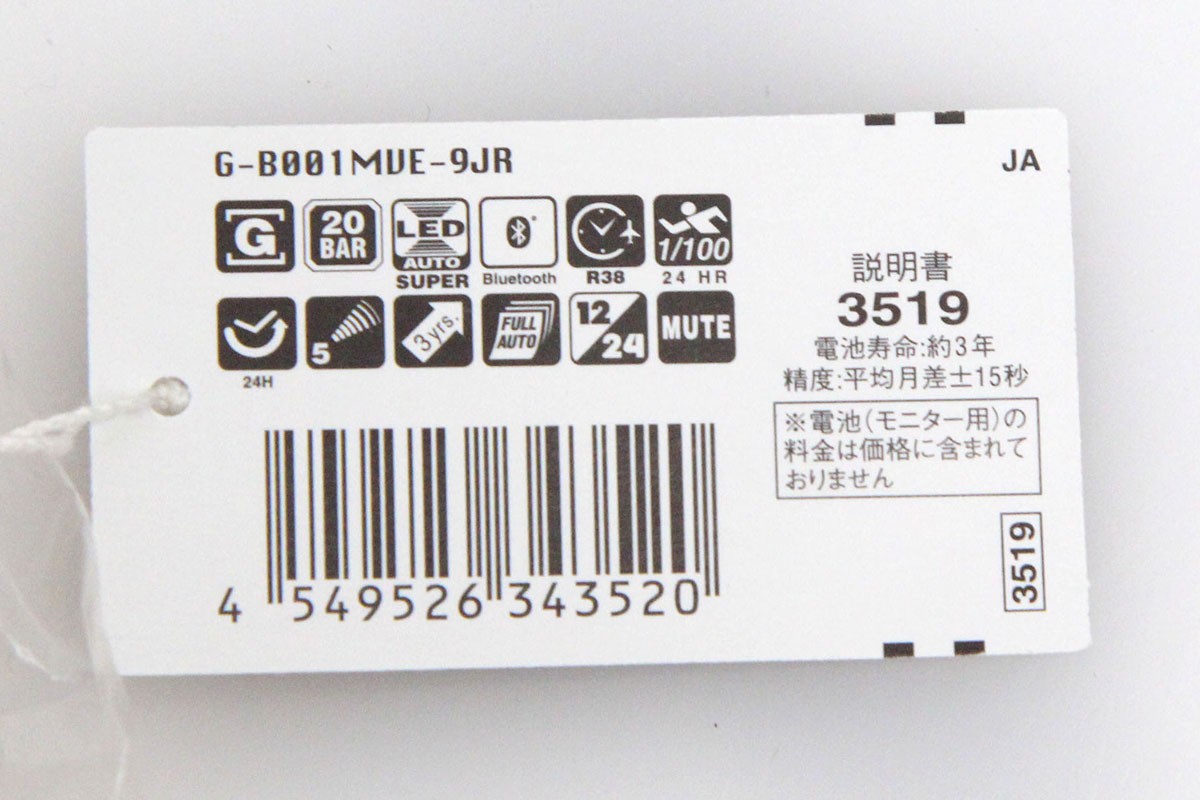 G-B001MVE-9JR
JA
G
20
BAR
LED
AUTO
SUPER
Bluetooth
R38
1/100
24 HR
24H
5
3yrs.
FULL
AUTO
12/24
MUTE
説明書
3519
電池寿命:約3年
精度:平均月差±15秒
※電池(モニター用)の
料金は価格に含まれて
おりません
3519
4 549526 343520